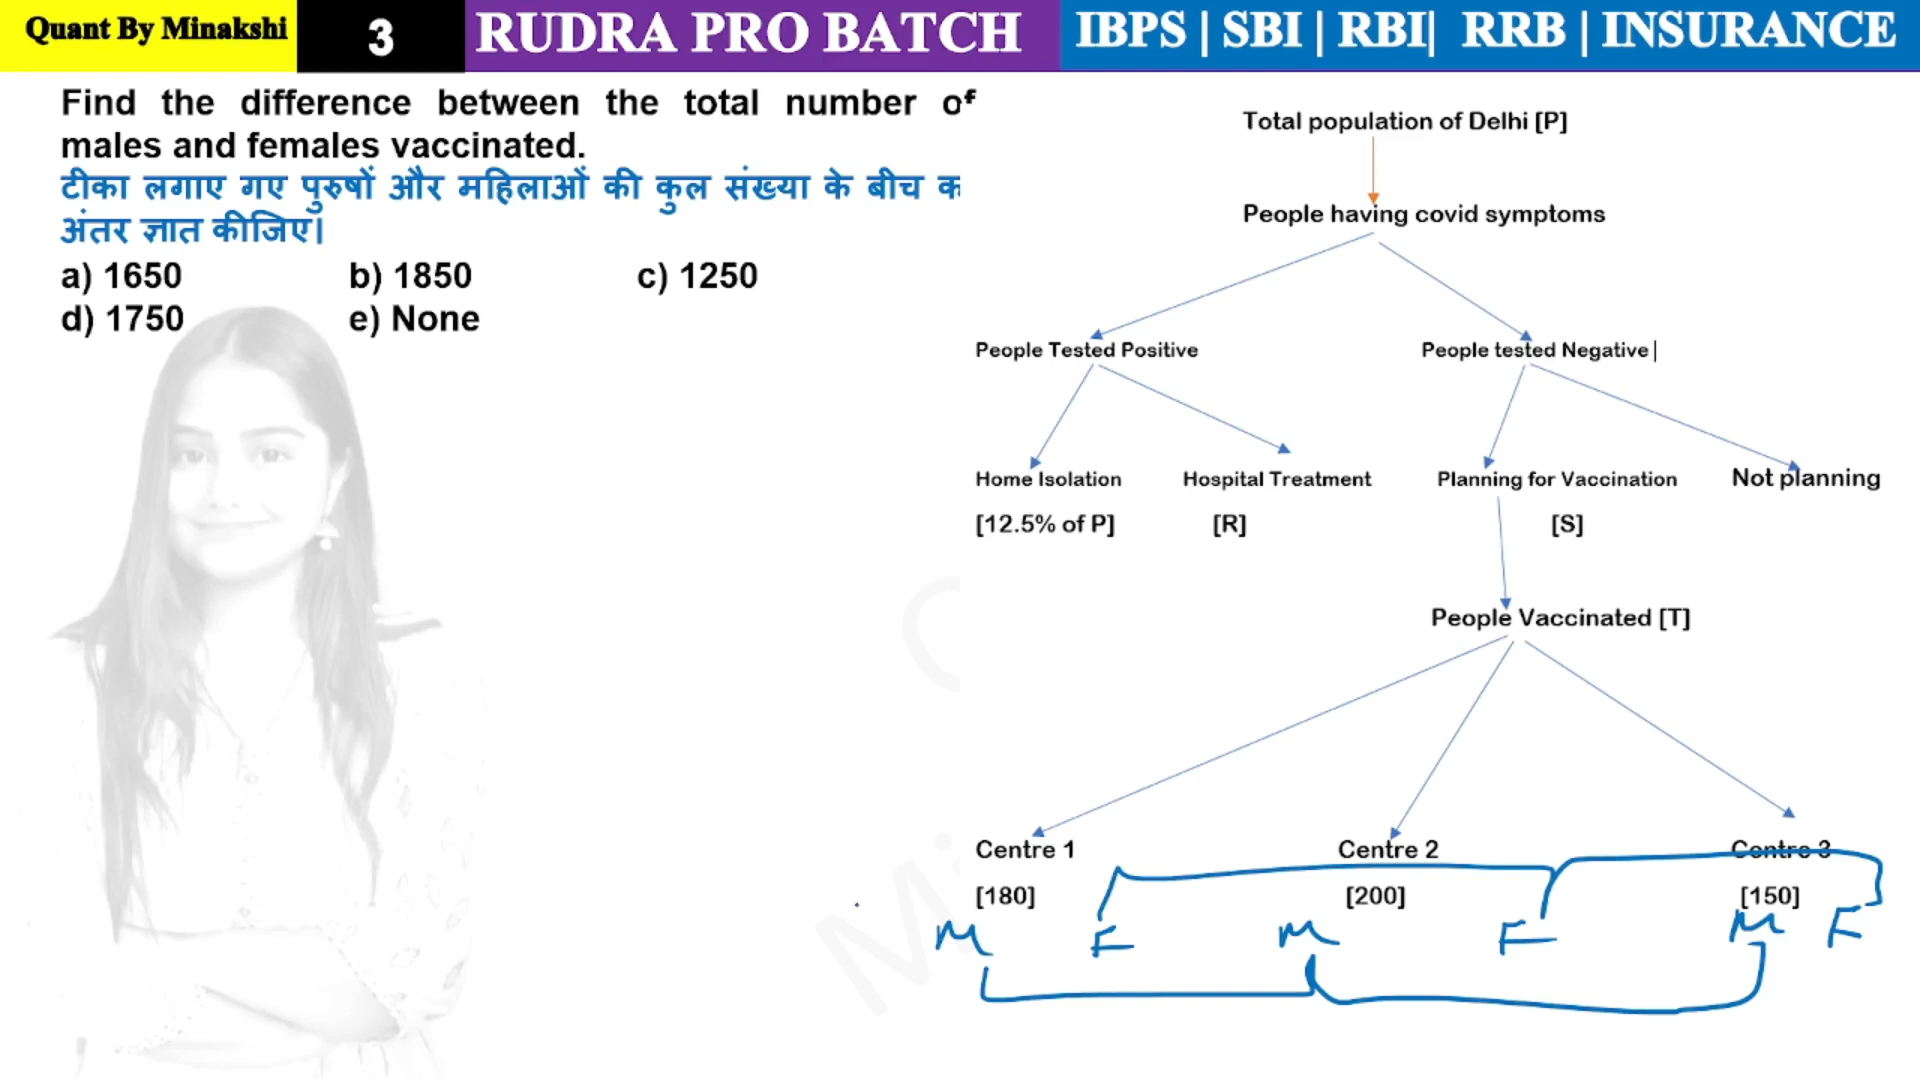 Quant By Minakshi
3
RUDRA PRO BATCH
IBPS | SBI | RBI| RRB | INSURANCE
Find the difference between the total number of
males and females vaccinated.
टीका लगाए गए पुरुषों और महिलाओं की कुल संख्या के बीच क
अंतर ज्ञात कीजिए।
a) 1650 b) 1850 c) 1250
d) 1750 e) None
Total population of Delhi [P]
People having covid symptoms
People Tested Positive
People tested Negative
Home Isolation
Hospital Treatment
Planning for Vaccination
Not planning
[12.5% of P]
[R]
[S]
People Vaccinated [T]
Centre 1
Centre 2
Centre 3
[180]
[200]
[150]
M F M F M F